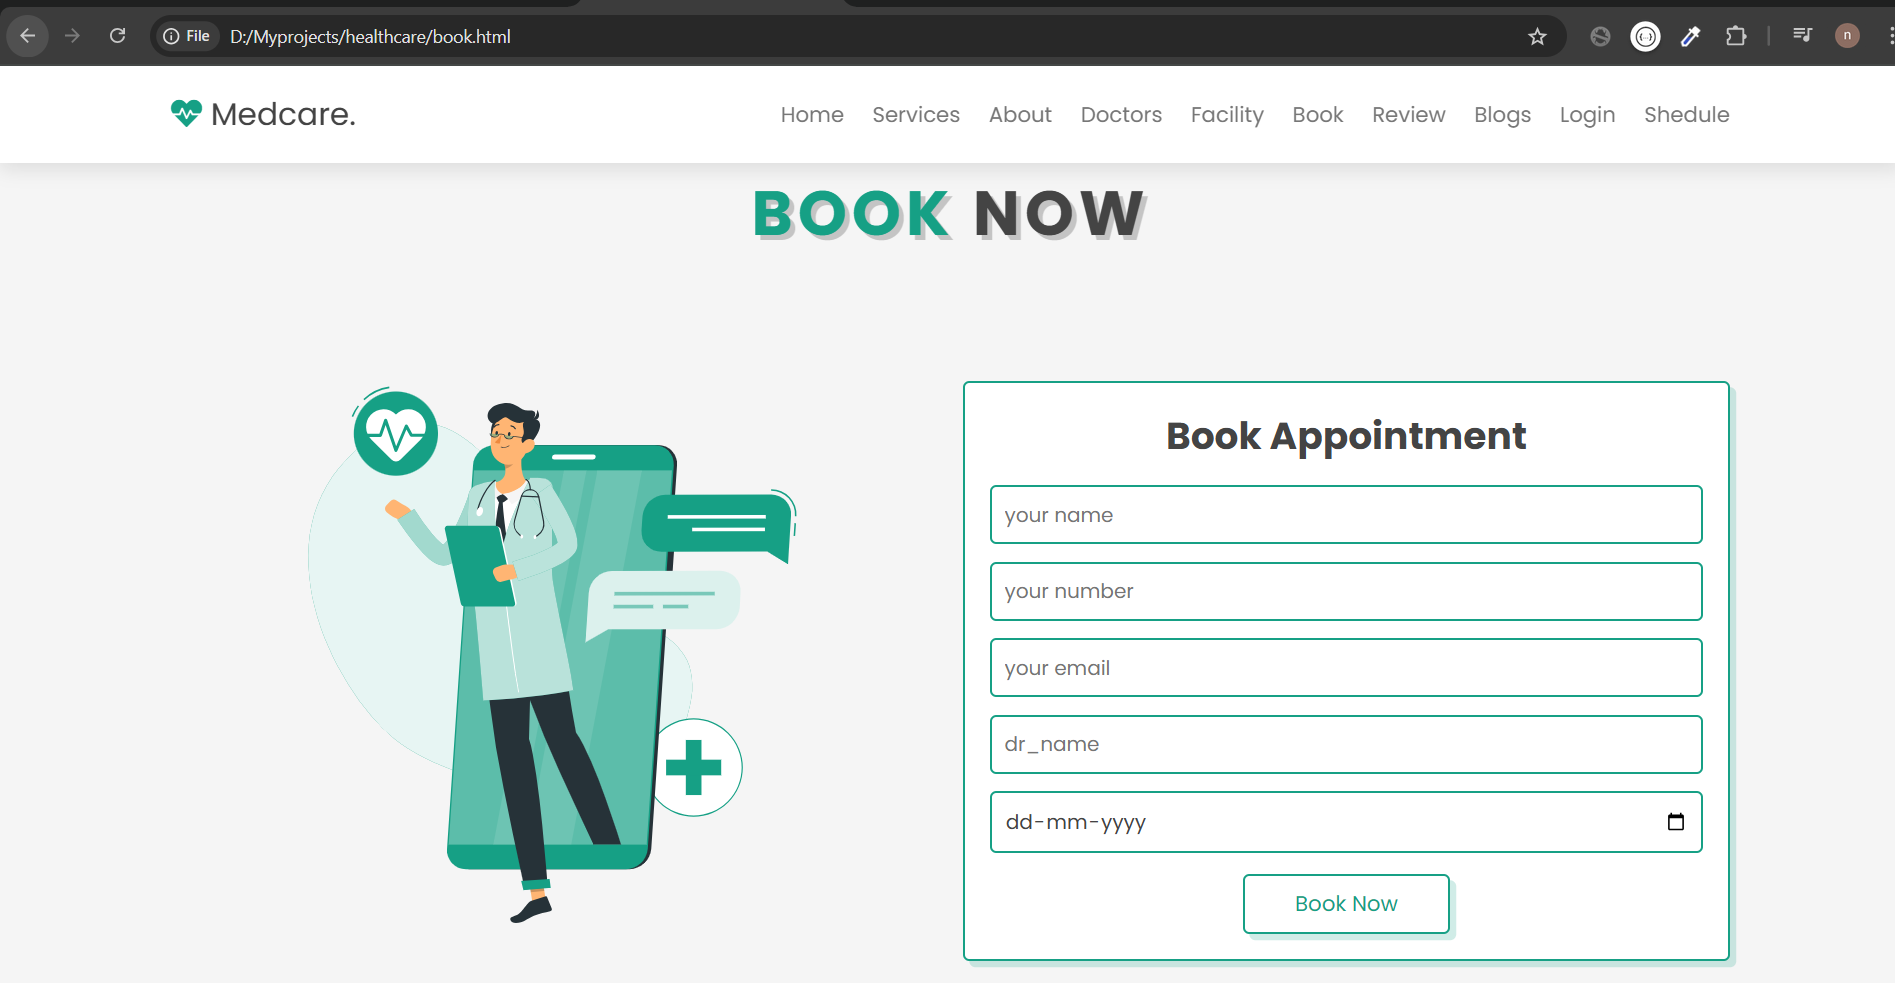 File D:/Myprojects/healthcare/book.html
n
Medcare. Home Services About Doctors Facility Book Review Blogs Login Shedule
BOOK NOW
Book Appointment
your name
your number
your email
dr_name
dd-mm-yyyy
Book Now